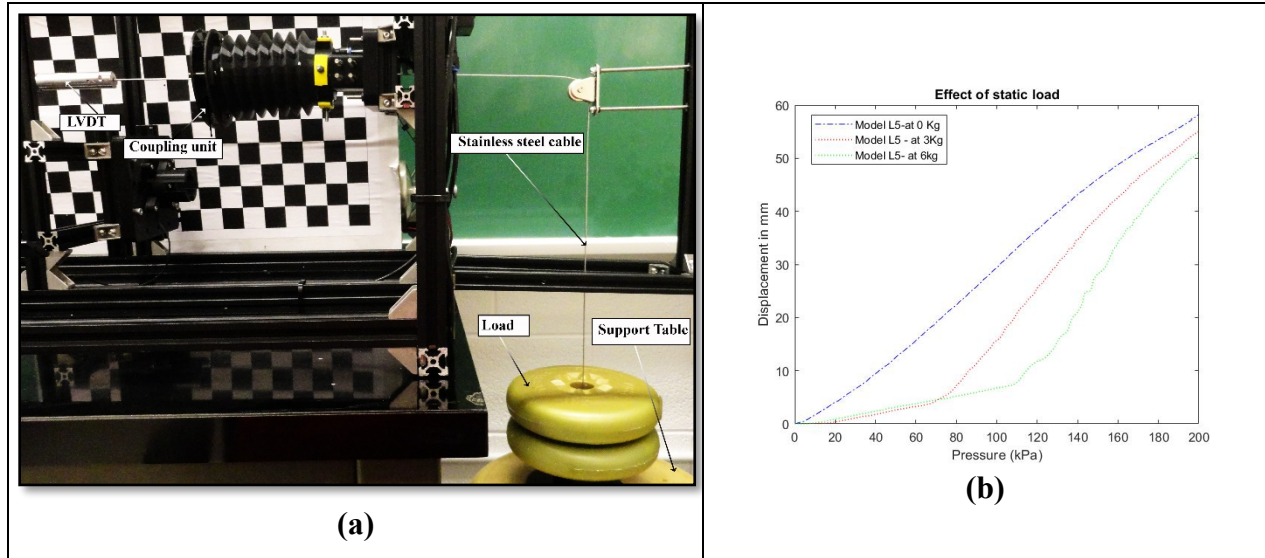 LVDT
Coupling unit
Stainless steel cable
Load
Support Table
(a)
Effect of static load
Model L5-at 0 Kg
Model L5 - at 3Kg
Model L5- at 6kg
60
50
40
30
20
10
0
Displacement in mm
0 20 40 60 80 100 120 140 160 180 200
Pressure (kPa)
(b)